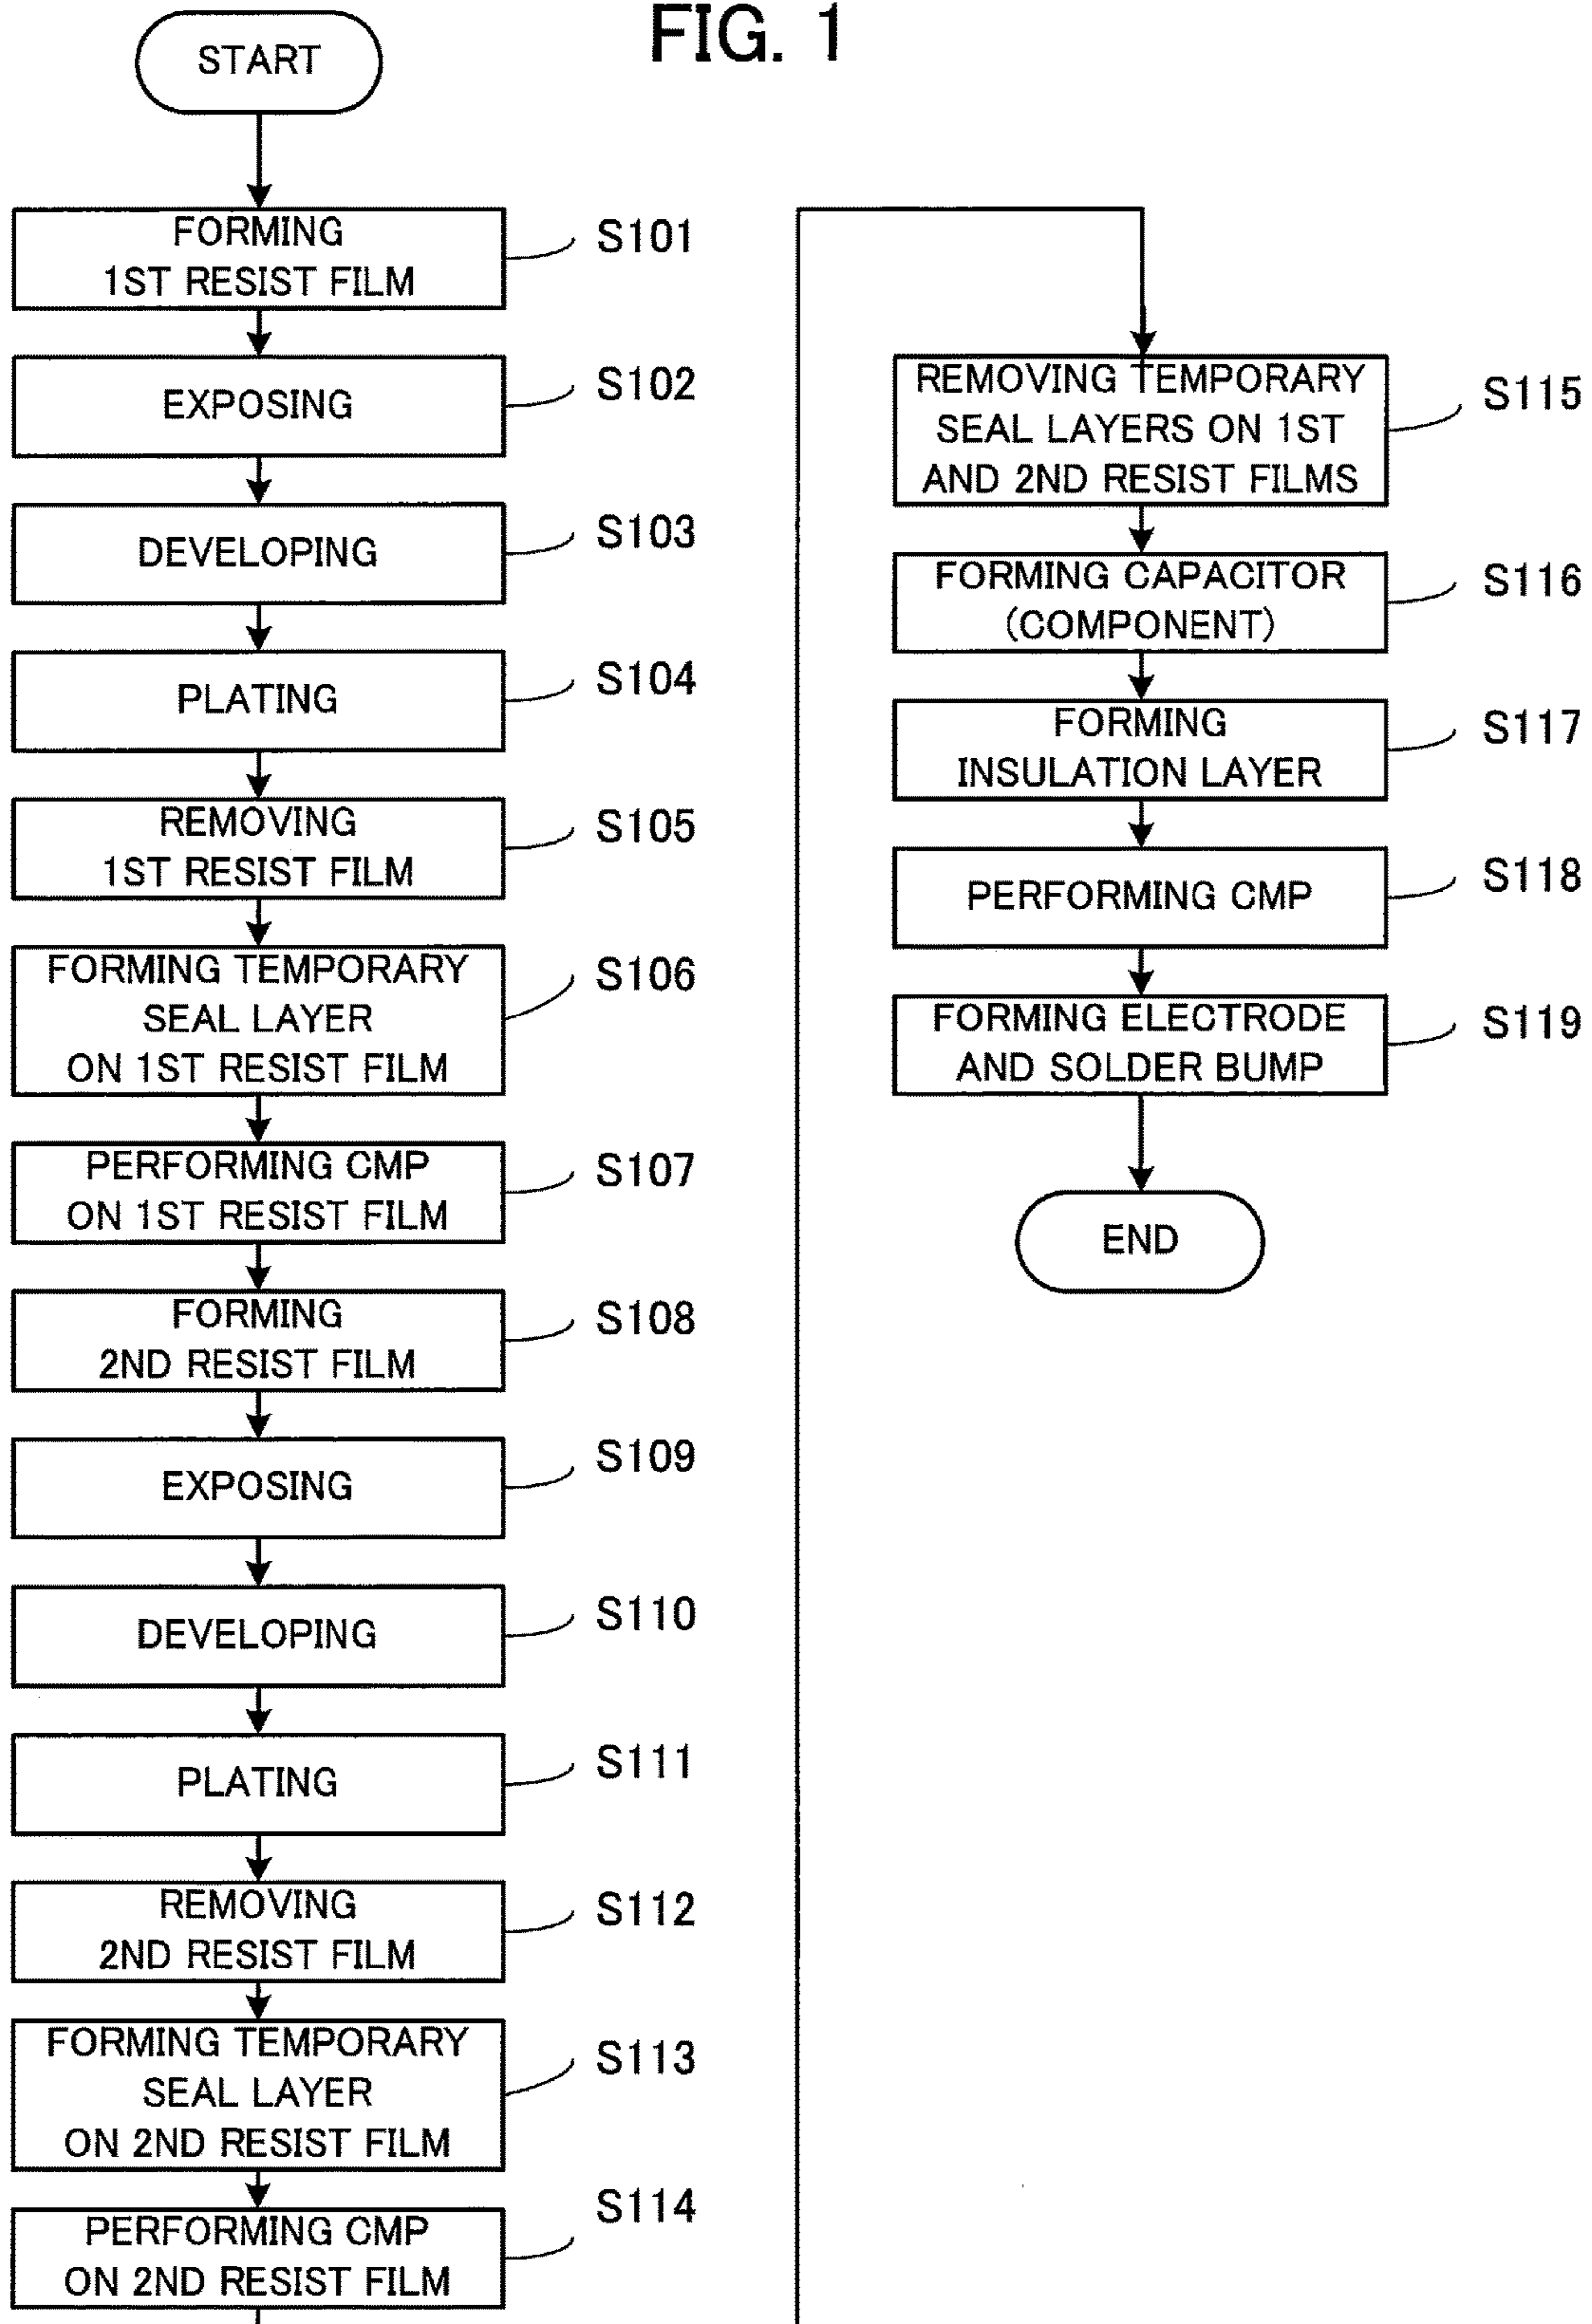 FIG. 1
START
FORMING
1ST RESIST FILM
S101
EXPOSING
S102
DEVELOPING
S103
PLATING
S104
REMOVING
1ST RESIST FILM
S105
FORMING TEMPORARY
SEAL LAYER
ON 1ST RESIST FILM
S106
PERFORMING CMP
ON 1ST RESIST FILM
S107
FORMING
2ND RESIST FILM
S108
EXPOSING
S109
DEVELOPING
S110
PLATING
S111
REMOVING
2ND RESIST FILM
S112
FORMING TEMPORARY
SEAL LAYER
ON 2ND RESIST FILM
S113
PERFORMING CMP
ON 2ND RESIST FILM
S114
REMOVING TEMPORARY
SEAL LAYERS ON 1ST
AND 2ND RESIST FILMS
S115
FORMING CAPACITOR
(COMPONENT)
S116
FORMING
INSULATION LAYER
S117
PERFORMING CMP
S118
FORMING ELECTRODE
AND SOLDER BUMP
S119
END